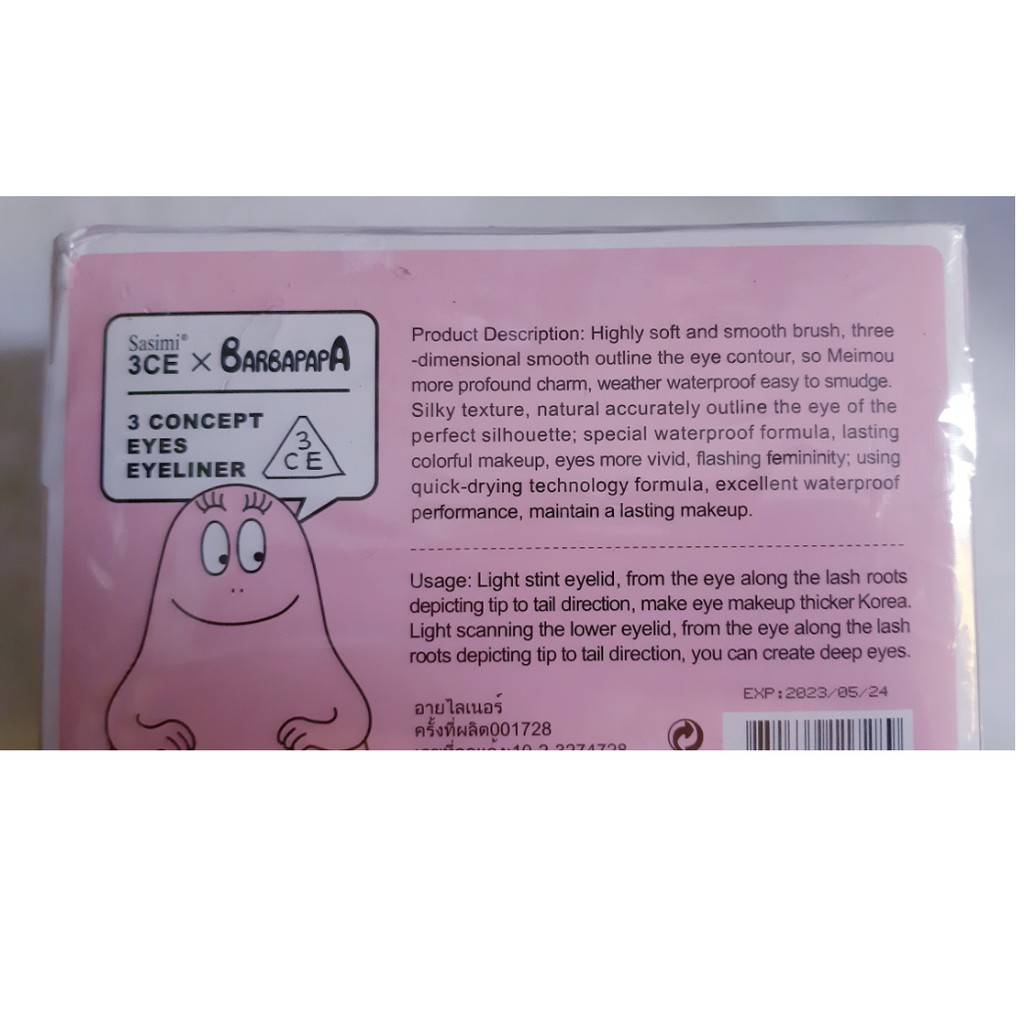 Sasimi®
3CE × BARBAPAPA
3 CONCEPT
EYES
EYELINER
3
CE
Product Description: Highly soft and smooth brush, three
-dimensional smooth outline the eye contour, so Meimou
more profound charm, weather waterproof easy to smudge.
Silky texture, natural accurately outline the eye of the
perfect silhouette; special waterproof formula, lasting
colorful makeup, eyes more vivid, flashing femininity; using
quick-drying technology formula, excellent waterproof
performance, maintain a lasting makeup.
Usage: Light stint eyelid, from the eye along the lash roots
depicting tip to tail direction, make eye makeup thicker Korea.
Light scanning the lower eyelid, from the eye along the lash
roots depicting tip to tail direction, you can create deep eyes.
EXP:2023/05/24
อายไลเนอร์
ครั้งที่ผลิต001728